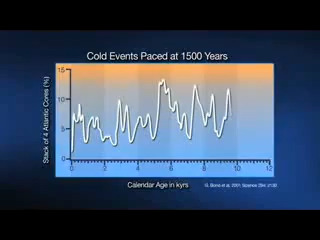 Cold Events Paced at 1500 Years
Stack of 4 Atlantic Cores (%)
15
10
5
0
0 2 4 6 8 10 12
Calendar Age in kyrs
G. Bond et al, 2001 Science 294: 2130